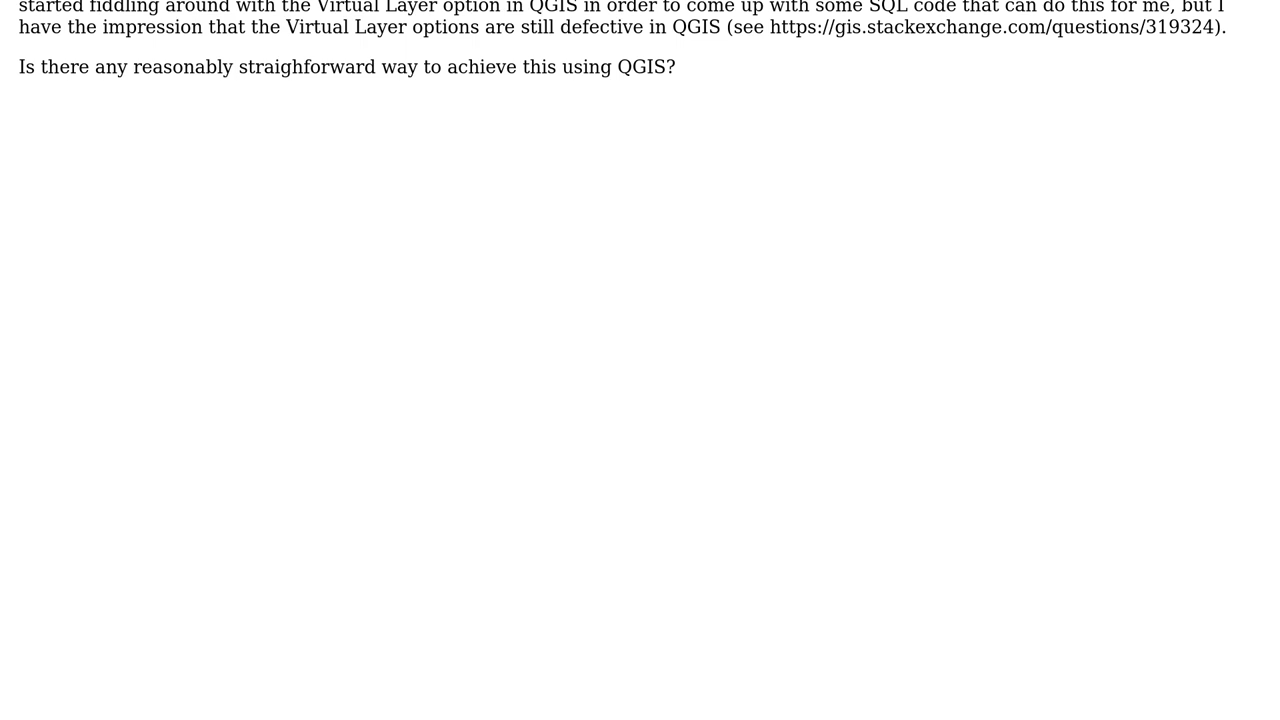 started fiddling around with the Virtual Layer option in QGIS in order to come up with some SQL code that can do this for me, but I
have the impression that the Virtual Layer options are still defective in QGIS (see https://gis.stackexchange.com/questions/319324).
Is there any reasonably straighforward way to achieve this using QGIS?